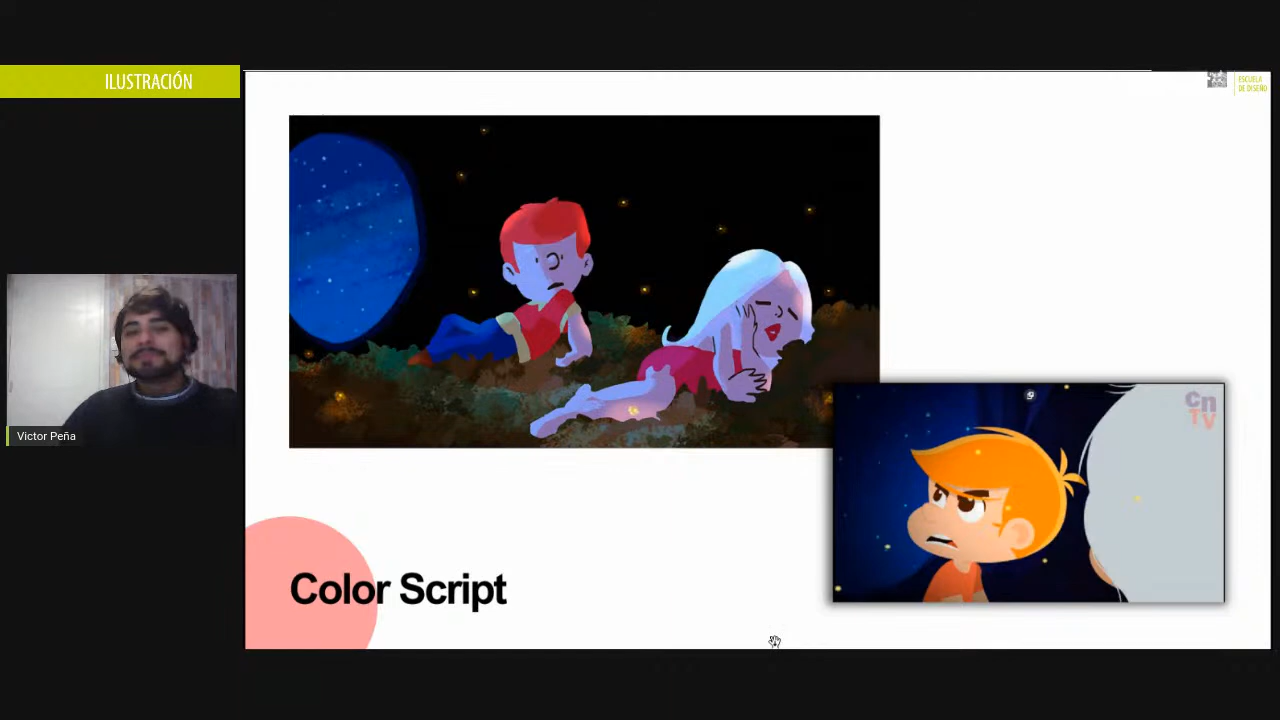 ILUSTRACIÓN
ESCUELA
DE DISEÑO
cn
TV
Victor Peña
Color Script